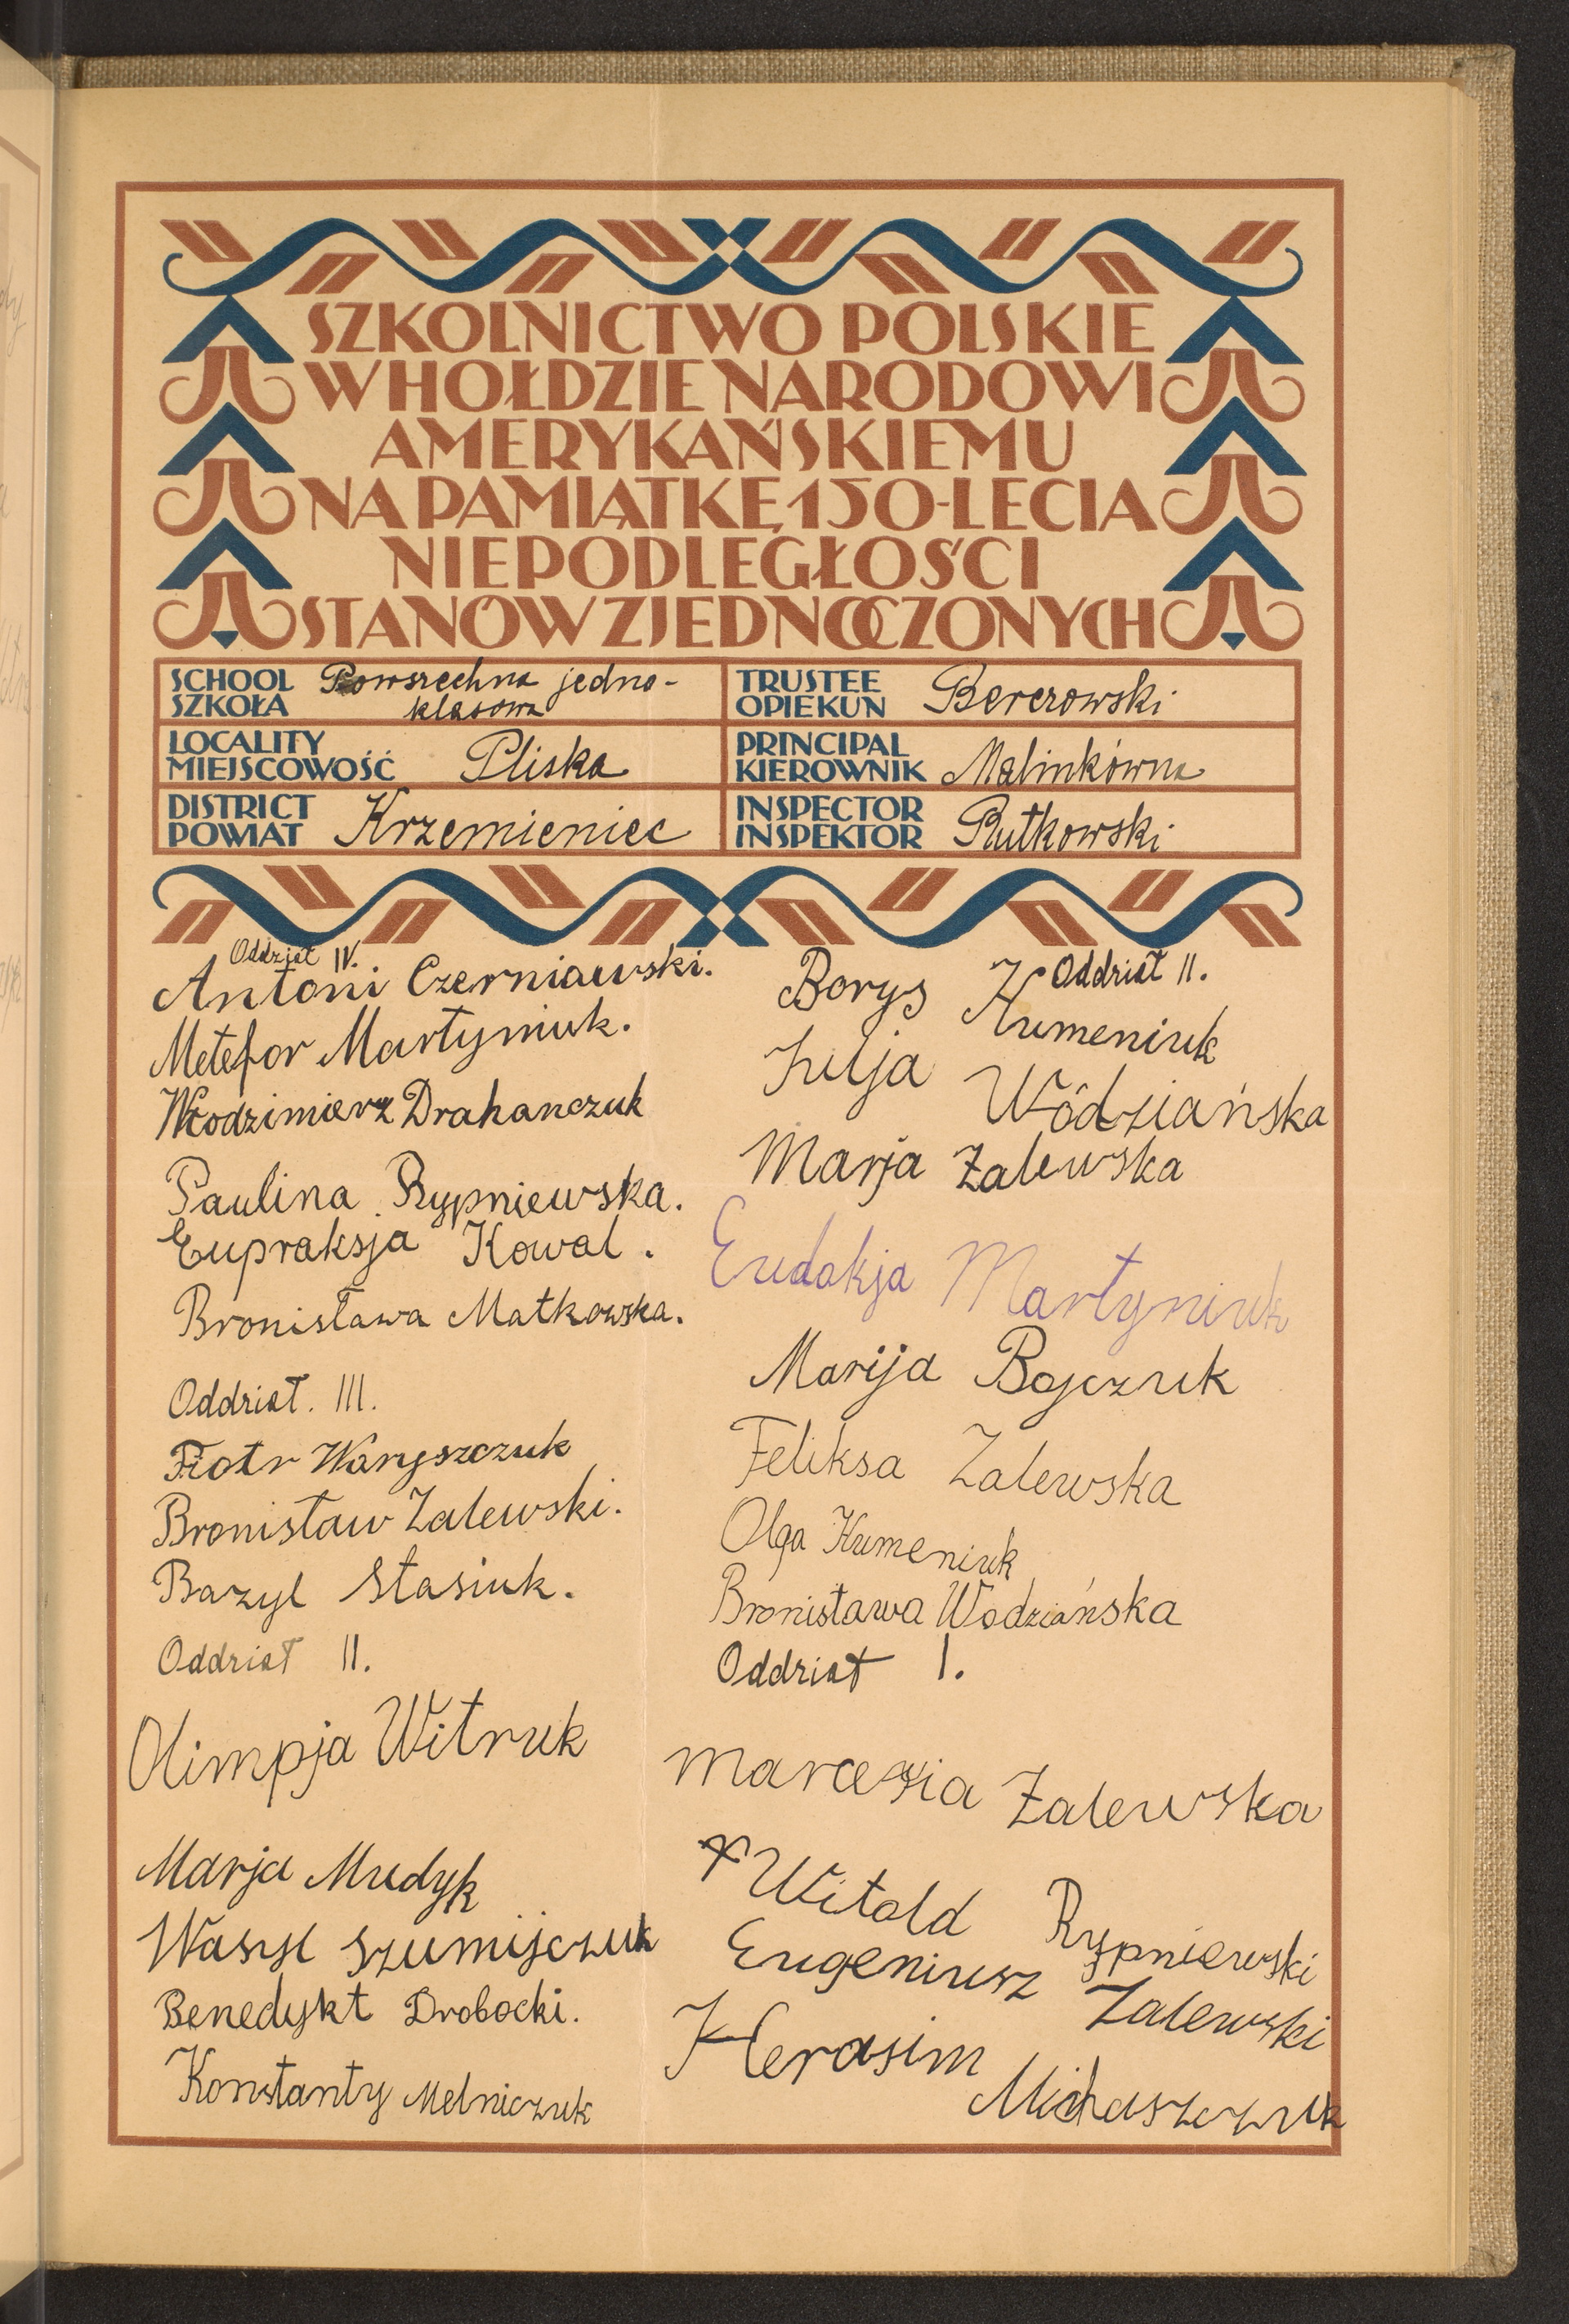 SZKOLNICTWO POLSKIE
W HOŁDZIE NARODOWI
AMERYKAŃSKIEMU
NA PAMIĄTKĘ 150-LECIA
NIEPODLEGŁOŚCI
STANÓW ZJEDNOCZONYCH
SCHOOL
SZKOŁA
Powszechna jedno-
klasowa
TRUSTEE
OPIEKUN
Berezowski
LOCALITY
MIEJSCOWOŚĆ
Pliska
PRINCIPAL
KIEROWNIK
Malinkówna
DISTRICT
POWIAT
Krzemieniec
INSPECTOR
INSPEKTOR
Rutkowski
Oddział IV.
Antoni Czerniawski.
Metefor Martyniuk.
Włodzimierz Drahanczuk
Paulina Rypniewska.
Eupraksja Kowal.
Bronisława Matkowska.
Oddział. III.
Piotr Waryszczuk
Bronisław Zalewski.
Bazyl Stasiuk.
Oddział II.
Olimpja Witruk
Marja Mudyk
Wasyl Szumijczuk
Benedykt Drobocki.
Konstanty Melniczuk
Oddział II.
Borys Humeniuk
Julja Wódziańska
Marja Zalewska
Eudokja Martyniuk
Marija Bojczuk
Feliksa Zalewska
Olga Humeniuk
Bronisława Wodziańska
Oddział I.
Zalewska
Witold Rypniewski
Eugeniusz Zalewski
Herasim
Michaszczuk